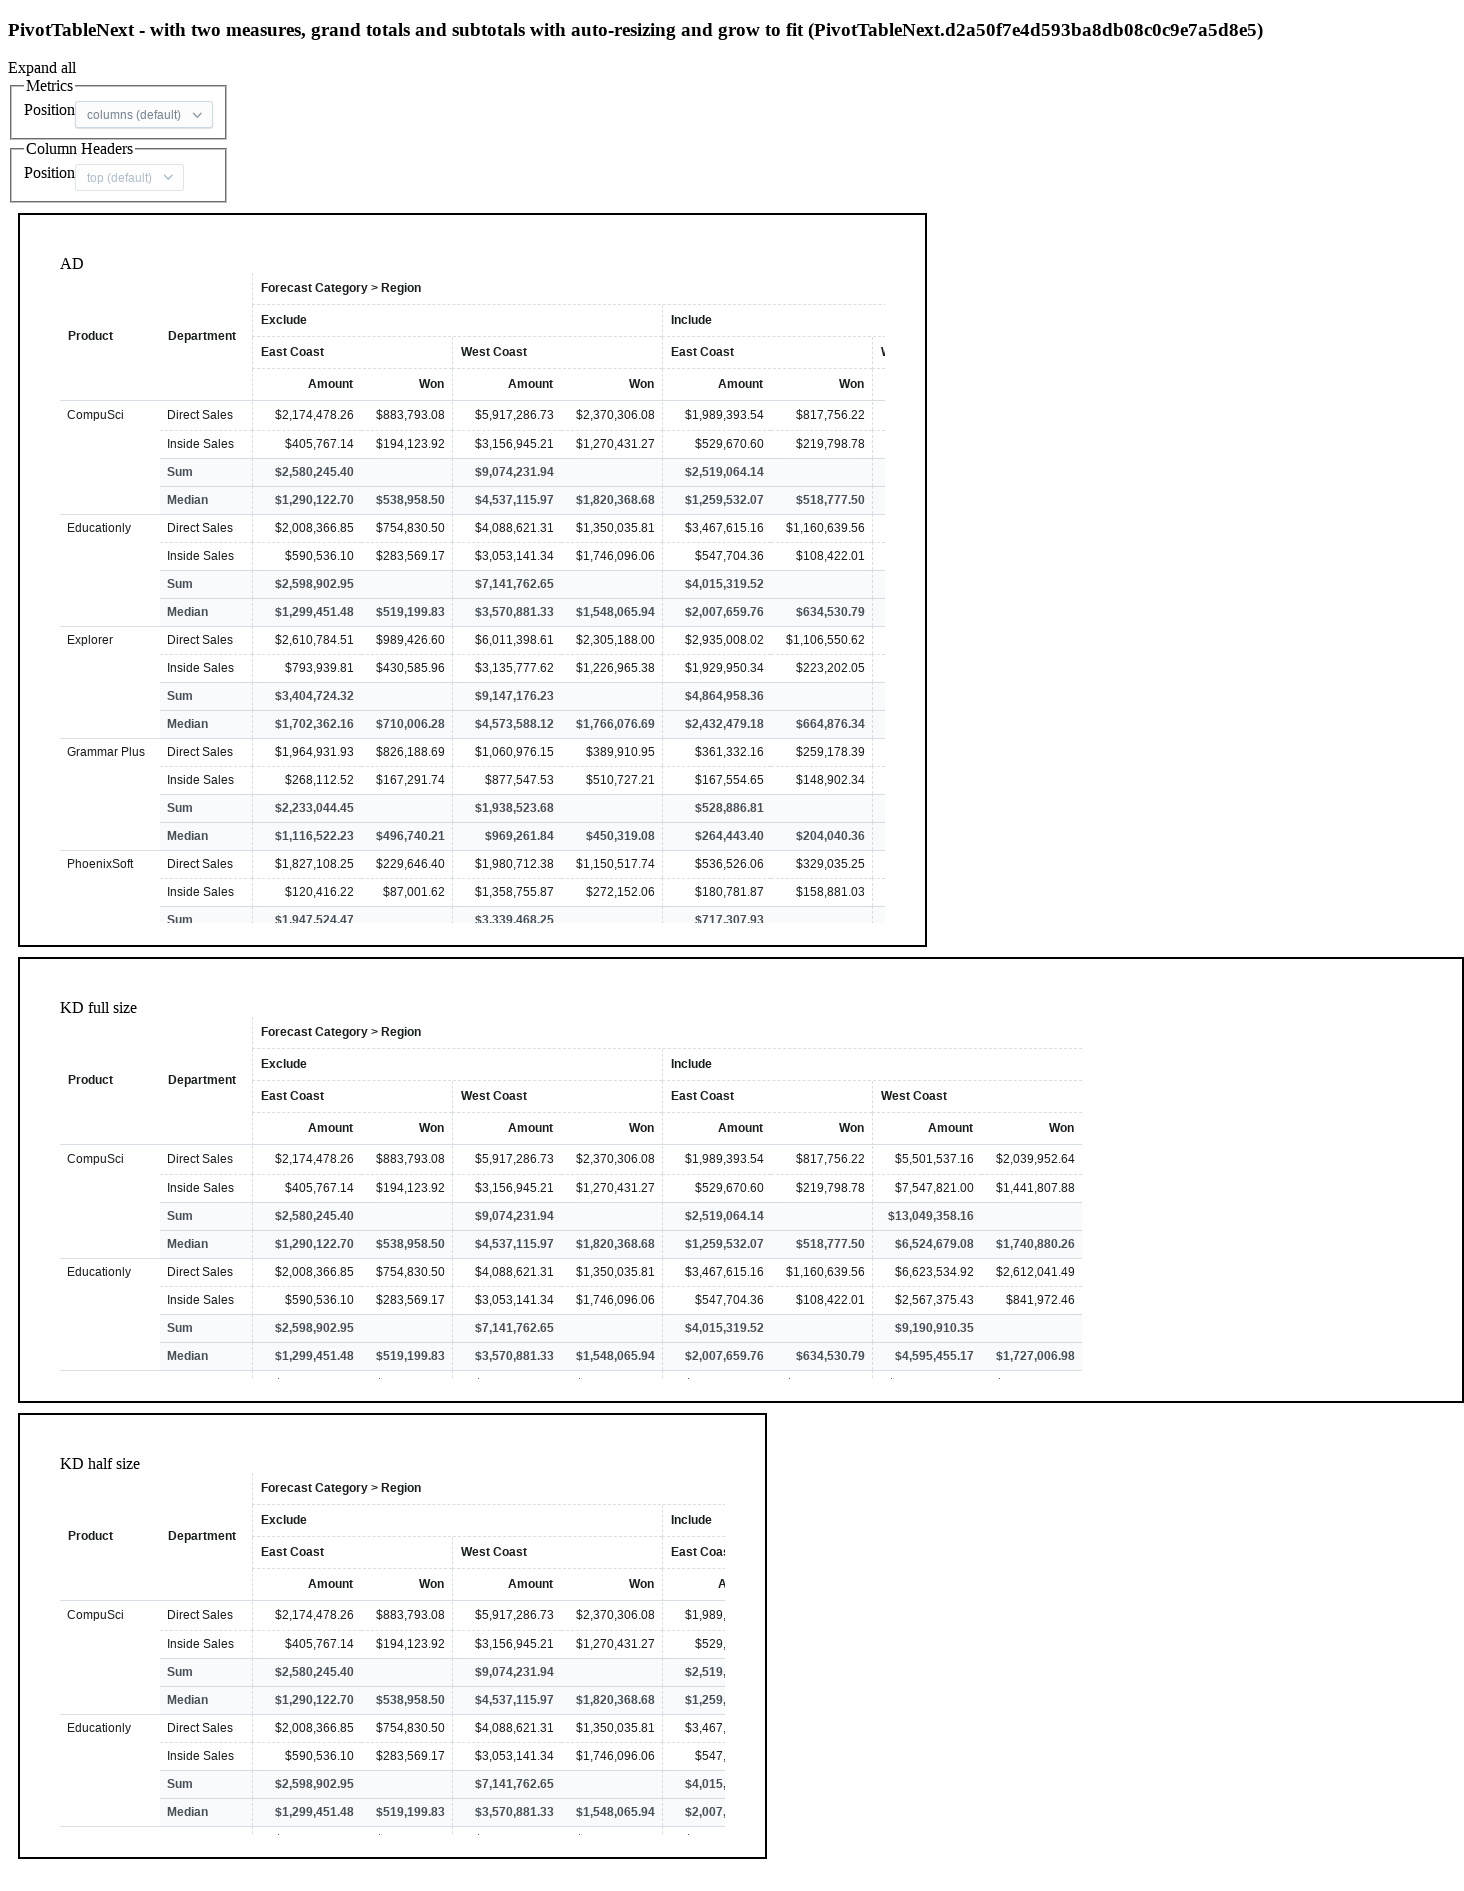 PivotTableNext - with two measures, grand totals and subtotals with auto-resizing and grow to fit (PivotTableNext.d2a50f7e4d593ba8db08c0c9e7a5d8e5)
Expand all
Metrics
Position columns (default)
Column Headers
Position top (default)
AD
Forecast Category > Region
Exclude Include
Product Department
East Coast West Coast East Coast
Amount Won Amount Won Amount Won
CompuSci Direct Sales $2,174,478.26 $883,793.08 $5,917,286.73 $2,370,306.08 $1,989,393.54 $817,756.22
Inside Sales $405,767.14 $194,123.92 $3,156,945.21 $1,270,431.27 $529,670.60 $219,798.78
Sum $2,580,245.40 $9,074,231.94 $2,519,064.14
Median $1,290,122.70 $538,958.50 $4,537,115.97 $1,820,368.68 $1,259,532.07 $518,777.50
Educationly Direct Sales $2,008,366.85 $754,830.50 $4,088,621.31 $1,350,035.81 $3,467,615.16 $1,160,639.56
Inside Sales $590,536.10 $283,569.17 $3,053,141.34 $1,746,096.06 $547,704.36 $108,422.01
Sum $2,598,902.95 $7,141,762.65 $4,015,319.52
Median $1,299,451.48 $519,199.83 $3,570,881.33 $1,548,065.94 $2,007,659.76 $634,530.79
Explorer Direct Sales $2,610,784.51 $989,426.60 $6,011,398.61 $2,305,188.00 $2,935,008.02 $1,106,550.62
Inside Sales $793,939.81 $430,585.96 $3,135,777.62 $1,226,965.38 $1,929,950.34 $223,202.05
Sum $3,404,724.32 $9,147,176.23 $4,864,958.36
Median $1,702,362.16 $710,006.28 $4,573,588.12 $1,766,076.69 $2,432,479.18 $664,876.34
Grammar Plus Direct Sales $1,964,931.93 $826,188.69 $1,060,976.15 $389,910.95 $361,332.16 $259,178.39
Inside Sales $268,112.52 $167,291.74 $877,547.53 $510,727.21 $167,554.65 $148,902.34
Sum $2,233,044.45 $1,938,523.68 $528,886.81
Median $1,116,522.23 $496,740.21 $969,261.84 $450,319.08 $264,443.40 $204,040.36
PhoenixSoft Direct Sales $1,827,108.25 $229,646.40 $1,980,712.38 $1,150,517.74 $536,526.06 $329,035.25
Inside Sales $120,416.22 $87,001.62 $1,358,755.87 $272,152.06 $180,781.87 $158,881.03
Sum $1,947,524.47 $3,339,468.25 $717,307.93
KD full size
Forecast Category > Region
Exclude Include
Product Department
East Coast West Coast East Coast West Coast
Amount Won Amount Won Amount Won Amount Won
CompuSci Direct Sales $2,174,478.26 $883,793.08 $5,917,286.73 $2,370,306.08 $1,989,393.54 $817,756.22 $5,501,537.16 $2,039,952.64
Inside Sales $405,767.14 $194,123.92 $3,156,945.21 $1,270,431.27 $529,670.60 $219,798.78 $7,547,821.00 $1,441,807.88
Sum $2,580,245.40 $9,074,231.94 $2,519,064.14 $13,049,358.16
Median $1,290,122.70 $538,958.50 $4,537,115.97 $1,820,368.68 $1,259,532.07 $518,777.50 $6,524,679.08 $1,740,880.26
Educationly Direct Sales $2,008,366.85 $754,830.50 $4,088,621.31 $1,350,035.81 $3,467,615.16 $1,160,639.56 $6,623,534.92 $2,612,041.49
Inside Sales $590,536.10 $283,569.17 $3,053,141.34 $1,746,096.06 $547,704.36 $108,422.01 $2,567,375.43 $841,972.46
Sum $2,598,902.95 $7,141,762.65 $4,015,319.52 $9,190,910.35
Median $1,299,451.48 $519,199.83 $3,570,881.33 $1,548,065.94 $2,007,659.76 $634,530.79 $4,595,455.17 $1,727,006.98
KD half size
Forecast Category > Region
Exclude Include
Product Department
East Coast West Coast East Coas
Amount Won Amount Won A
CompuSci Direct Sales $2,174,478.26 $883,793.08 $5,917,286.73 $2,370,306.08 $1,989,
Inside Sales $405,767.14 $194,123.92 $3,156,945.21 $1,270,431.27 $529,
Sum $2,580,245.40 $9,074,231.94 $2,519,
Median $1,290,122.70 $538,958.50 $4,537,115.97 $1,820,368.68 $1,259,
Educationly Direct Sales $2,008,366.85 $754,830.50 $4,088,621.31 $1,350,035.81 $3,467,
Inside Sales $590,536.10 $283,569.17 $3,053,141.34 $1,746,096.06 $547,
Sum $2,598,902.95 $7,141,762.65 $4,015,
Median $1,299,451.48 $519,199.83 $3,570,881.33 $1,548,065.94 $2,007,